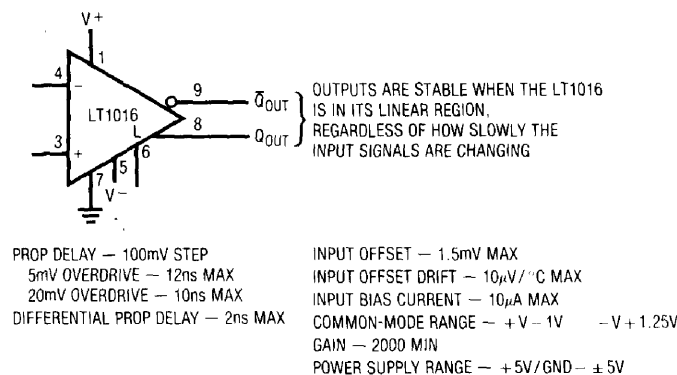 V+
1
4
−
LT1016
9
Q̅OUT
8
QOUT
L
3
+
6
5
7
V−
OUTPUTS ARE STABLE WHEN THE LT1016
IS IN ITS LINEAR REGION,
REGARDLESS OF HOW SLOWLY THE
INPUT SIGNALS ARE CHANGING
PROP DELAY — 100mV STEP
5mV OVERDRIVE — 12ns MAX
20mV OVERDRIVE — 10ns MAX
DIFFERENTIAL PROP DELAY — 2ns MAX
INPUT OFFSET — 1.5mV MAX
INPUT OFFSET DRIFT — 10µV/°C MAX
INPUT BIAS CURRENT — 10µA MAX
COMMON-MODE RANGE — +V − 1V −V + 1.25V
GAIN — 2000 MIN
POWER SUPPLY RANGE — +5V/GND − ±5V